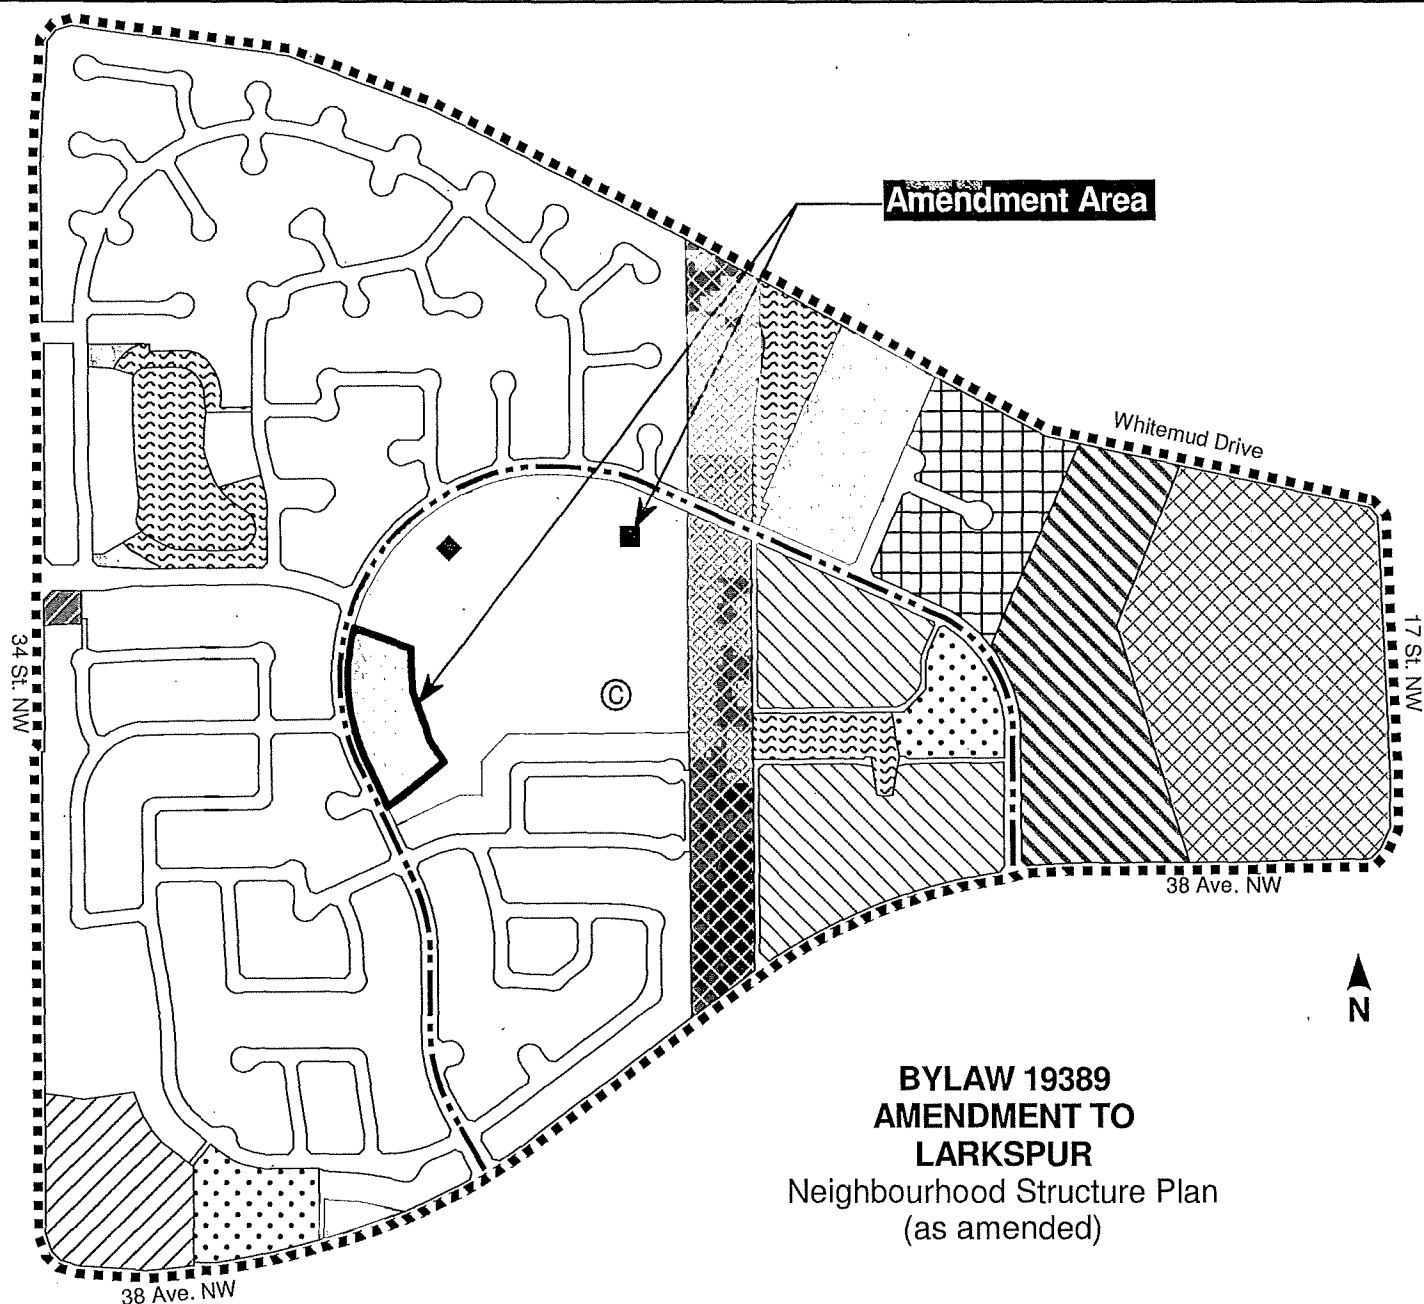 Amendment Area
Whitemud Drive
34 St. NW
17 St. NW
©
38 Ave. NW
N
BYLAW 19389
AMENDMENT TO
LARKSPUR
Neighbourhood Structure Plan
(as amended)
38 Ave. NW